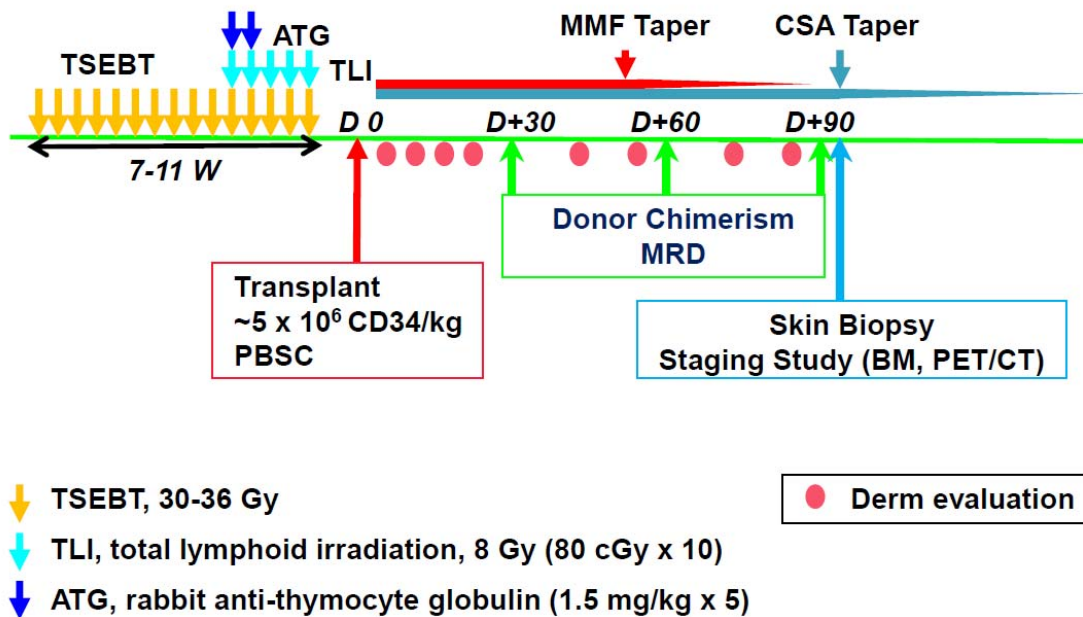 ATG
MMF Taper
CSA Taper
TSEBT
TLI
D 0
D+30
D+60
D+90
7-11 W
Donor Chimerism
MRD
Transplant
~5 x 10⁶ CD34/kg
PBSC
Skin Biopsy
Staging Study (BM, PET/CT)
TSEBT, 30-36 Gy
Derm evaluation
TLI, total lymphoid irradiation, 8 Gy (80 cGy x 10)
ATG, rabbit anti-thymocyte globulin (1.5 mg/kg x 5)